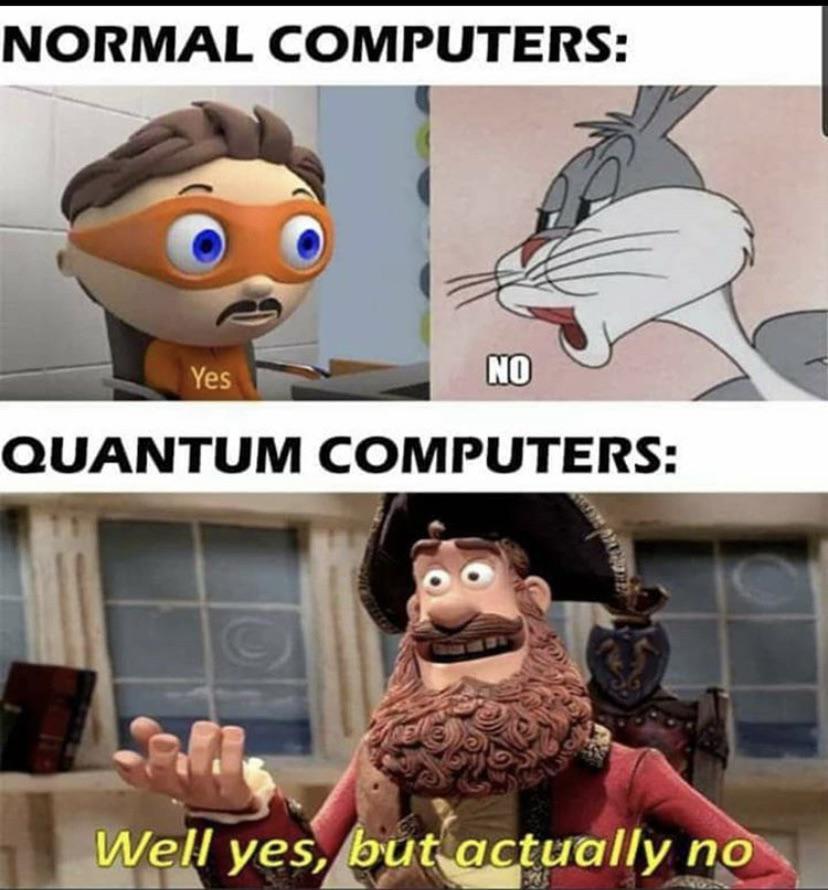 NORMAL COMPUTERS:
Yes
NO
QUANTUM COMPUTERS:
Well yes, but actually no